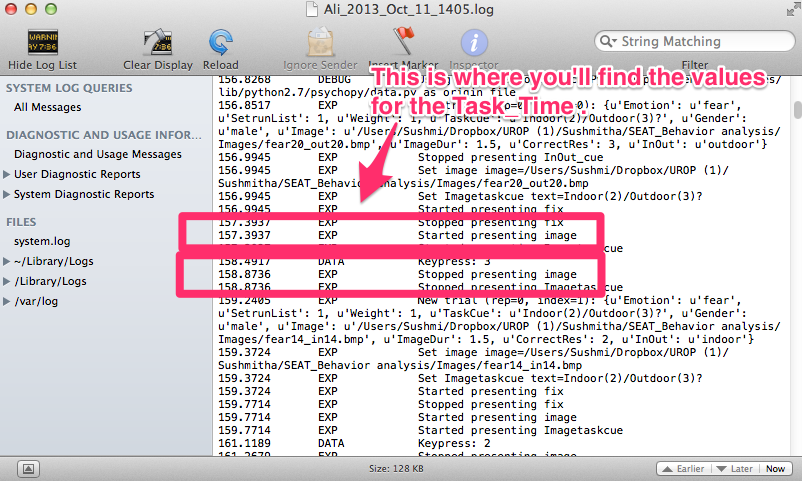 Ali_2013_Oct_11_1405.log
Hide Log List
Clear Display
Reload
Ignore Sender
Insert Marker
Inspector
String Matching
Filter
This is where you'll find the values
for the Task_Time.
SYSTEM LOG QUERIES
All Messages
DIAGNOSTIC AND USAGE INFOR...
Diagnostic and Usage Messages
User Diagnostic Reports
System Diagnostic Reports
FILES
system.log
~/Library/Logs
/Library/Logs
/var/log
156.8268 DEBUG
lib/python2.7/psychopy/data.py as origin file
156.8517 EXP New trial (rep=0, index=0): {u'Emotion': u'fear',
u'SetrunList': 1, u'Weight': 1, u'TaskCue': u'Indoor(2)/Outdoor(3)?', u'Gender':
u'male', u'Image': u'/Users/Sushmi/Dropbox/UROP (1)/Sushmitha/SEAT_Behavior analysis/
Images/fear20_out20.bmp', u'ImageDur': 1.5, u'CorrectRes': 3, u'InOut': u'outdoor'}
156.9945 EXP Stopped presenting InOut_cue
156.9945 EXP Set image image=/Users/Sushmi/Dropbox/UROP (1)/
Sushmitha/SEAT_Behavior analysis/Images/fear20_out20.bmp
156.9945 EXP Set Imagetaskcue text=Indoor(2)/Outdoor(3)?
156.9945 EXP Started presenting fix
157.3937 EXP Stopped presenting fix
157.3937 EXP Started presenting image
158.4917 DATA Keypress: 3
158.8736 EXP Stopped presenting image
158.8736 EXP Stopped presenting Imagetaskcue
159.2405 EXP New trial (rep=0, index=1): {u'Emotion': u'fear',
u'SetrunList': 1, u'Weight': 1, u'TaskCue': u'Indoor(2)/Outdoor(3)?', u'Gender':
u'male', u'Image': u'/Users/Sushmi/Dropbox/UROP (1)/Sushmitha/SEAT_Behavior analysis/
Images/fear14_in14.bmp', u'ImageDur': 1.5, u'CorrectRes': 2, u'InOut': u'indoor'}
159.3724 EXP Set image image=/Users/Sushmi/Dropbox/UROP (1)/
Sushmitha/SEAT_Behavior analysis/Images/fear14_in14.bmp
159.3724 EXP Set Imagetaskcue text=Indoor(2)/Outdoor(3)?
159.3724 EXP Started presenting fix
159.7714 EXP Stopped presenting fix
159.7714 EXP Started presenting image
159.7714 EXP Started presenting Imagetaskcue
161.1189 DATA Keypress: 2
161.2679 EXP Stopped presenting image
Size: 128 KB
Earlier
Later
Now